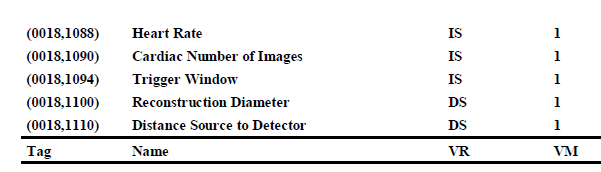 (0018,1088) Heart Rate IS 1
(0018,1090) Cardiac Number of Images IS 1
(0018,1094) Trigger Window IS 1
(0018,1100) Reconstruction Diameter DS 1
(0018,1110) Distance Source to Detector DS 1
Tag Name VR VM